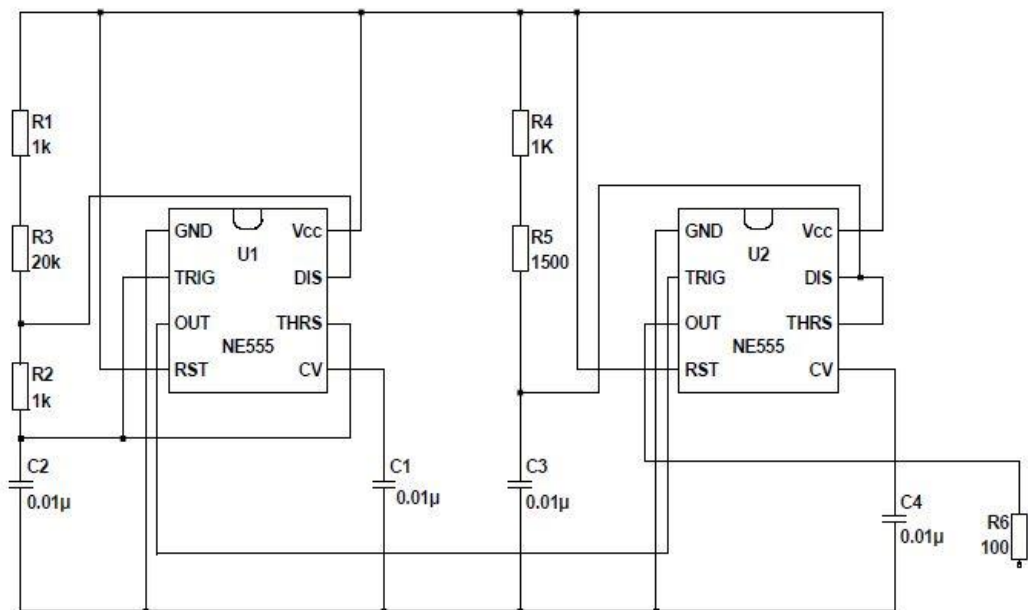 R1
1k
R3
20k
R2
1k
C2
0.01µ
GND
TRIG
OUT
RST
U1
NE555
Vcc
DIS
THRS
CV
C1
0.01µ
R4
1K
R5
1500
C3
0.01µ
GND
TRIG
OUT
RST
U2
NE555
Vcc
DIS
THRS
CV
C4
0.01µ
R6
100